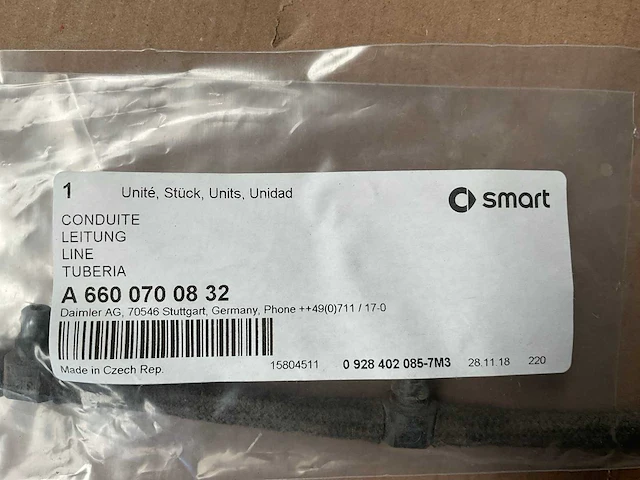 1 Unité, Stück, Units, Unidad
smart
CONDUITE
LEITUNG
LINE
TUBERIA
A 660 070 08 32
Daimler AG, 70546 Stuttgart, Germany, Phone ++49(0)711 / 17-0
Made in Czech Rep. 15804511 0 928 402 085-7M3 28.11.18 220